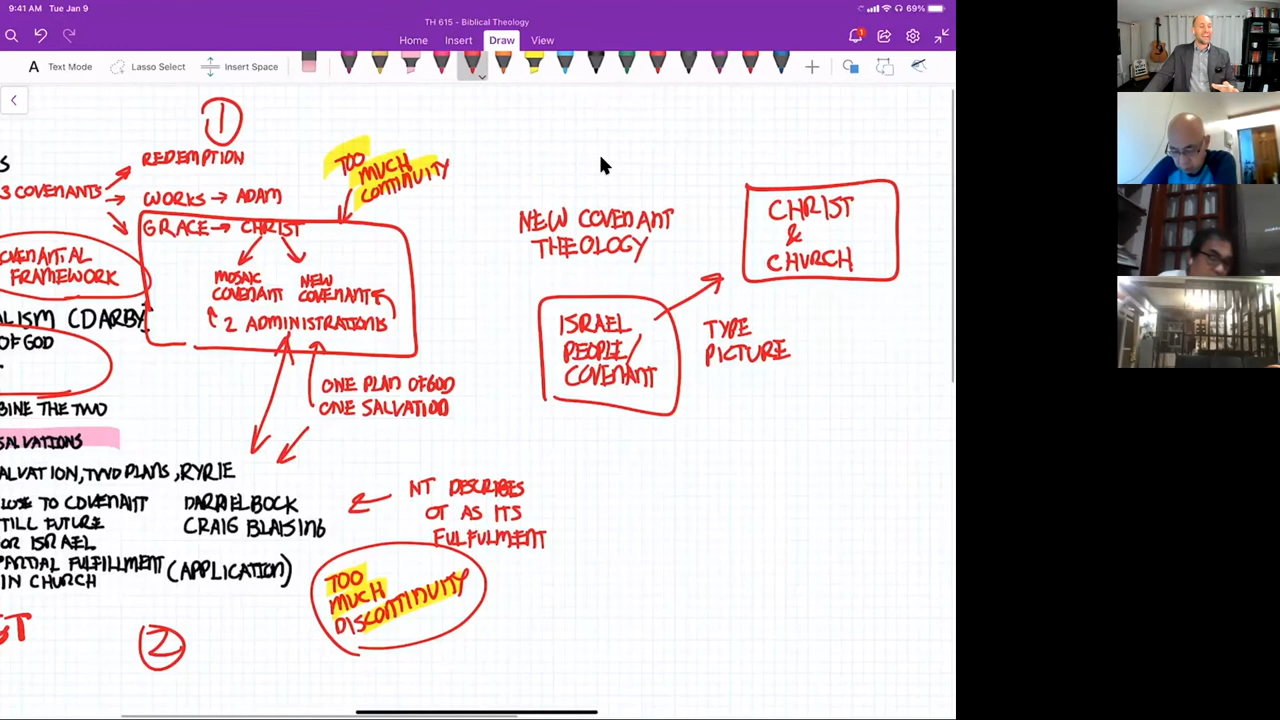 9:41 AM Tue Jan 9
69%
TH 615 - Biblical Theology
Home Insert Draw View
1
A Text Mode Lasso Select Insert Space
1
REDEMPTION
S
3 COVENANTS
WORKS → ADAM
GRACE → CHRIST
TOO
MUCH
CONTINUITY
COVENANTAL
FRAMEWORK
MOSAIC
COVENANT
NEW
COVENANT
2 ADMINISTRATIONS
ALISM (DARBY)
OF GOD
ONE PLAN OF GOD
ONE SALVATION
BINE THE TWO
SALVATIONS
ALVATION, TWO PLANS, RYRIE
LOSE TO COVENANT
TILL FUTURE
OR ISRAEL
PARTIAL FULFILLMENT
IN CHURCH
(APPLICATION)
DARRELBOCK
CRAIG BLAISING
NT DESCRIBES
OT AS ITS
FULFULMENT
TOO
MUCH
DISCONTINUITY
ST
2
NEW COVENANT
THEOLOGY
CHRIST
&
CHURCH
ISRAEL
PEOPLE/
COVENANT
TYPE
PICTURE